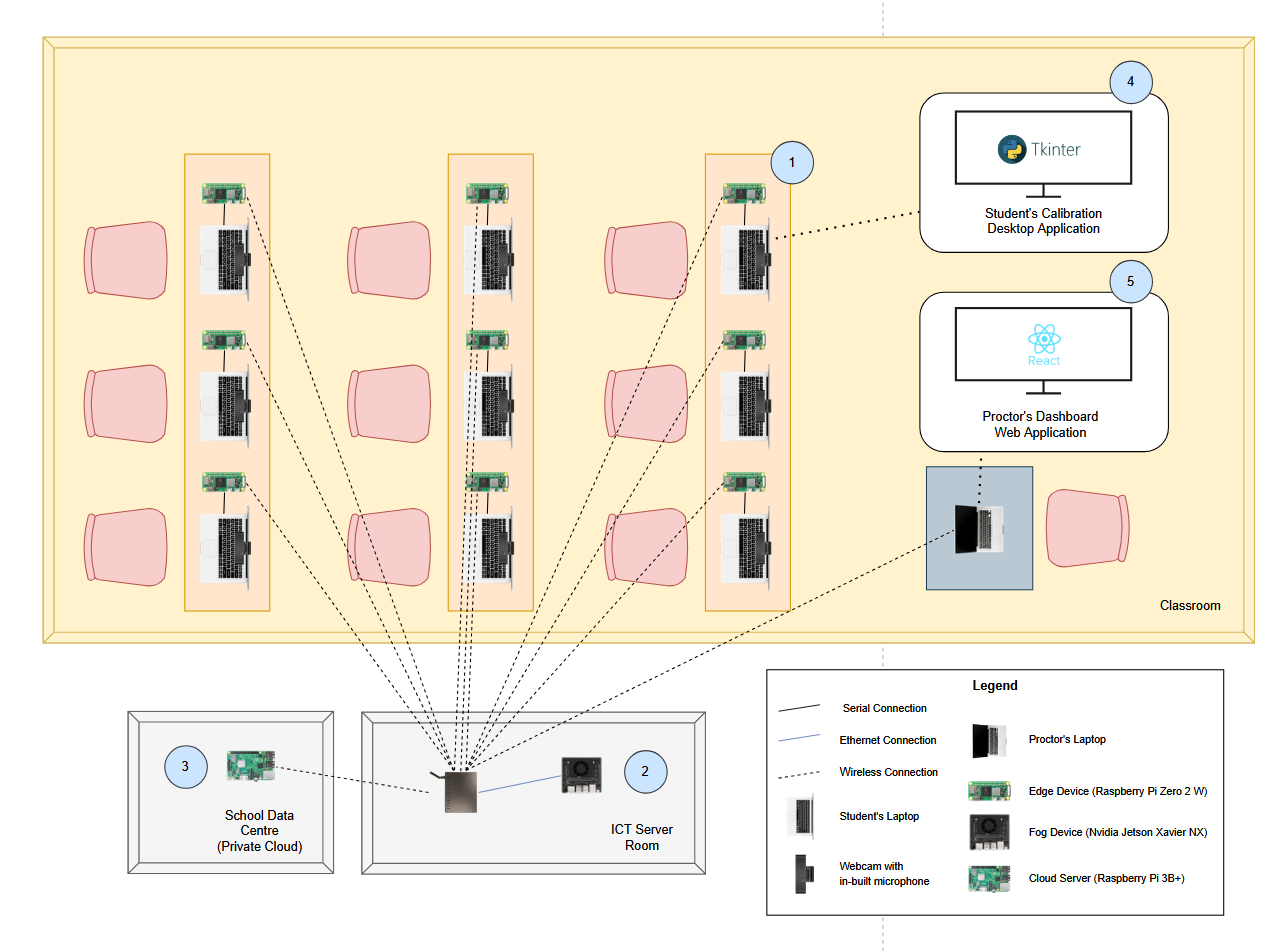 4
Tkinter
Student's Calibration
Desktop Application
1
5
React
Proctor's Dashboard
Web Application
Classroom
3
School Data
Centre
(Private Cloud)
2
ICT Server
Room
Legend
Serial Connection
Ethernet Connection
Wireless Connection
Student's Laptop
Webcam with
in-built microphone
Proctor's Laptop
Edge Device (Raspberry Pi Zero 2 W)
Fog Device (Nvidia Jetson Xavier NX)
Cloud Server (Raspberry Pi 3B+)